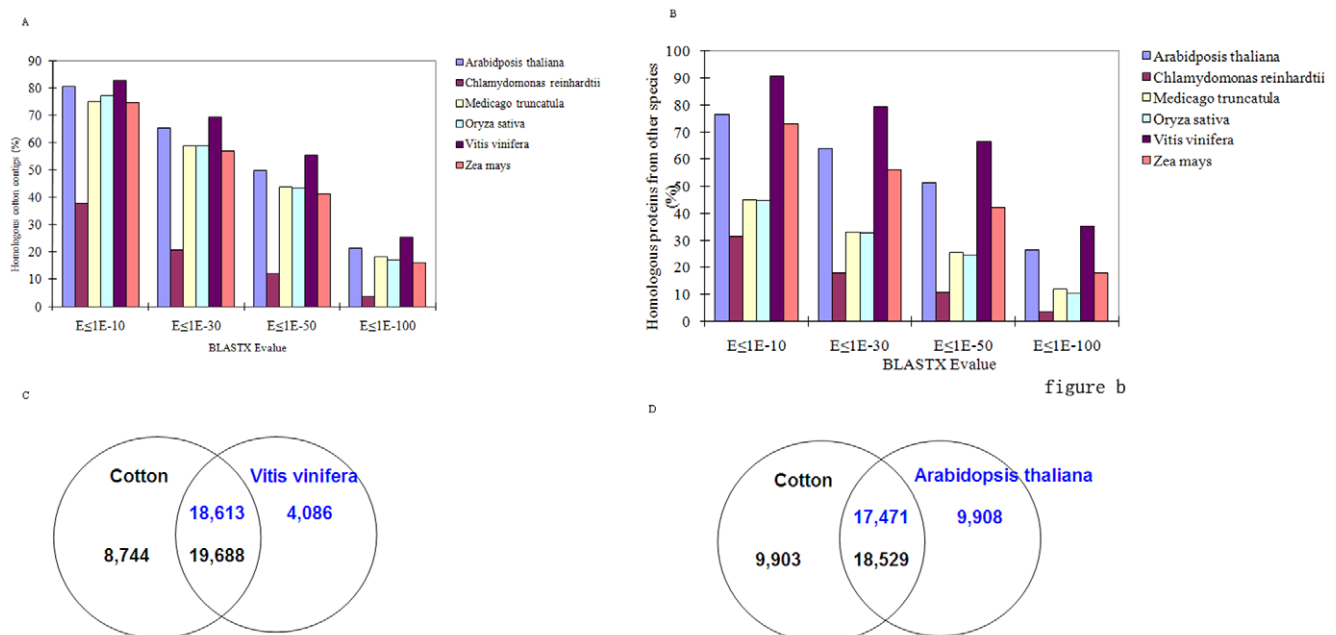 A
90
80
70
60
50
40
30
20
10
0
Homologous cotton contigs (%)
E≤1E-10
E≤1E-30
E≤1E-50
E≤1E-100
BLASTX Evalue
Arabidposis thaliana
Chlamydomonas reinhardtii
Medicago truncatula
Oryza sativa
Vitis vinifera
Zea mays
B
100
90
80
70
60
50
40
30
20
10
0
Homologous proteins from other species
(%)
E≤1E-10
E≤1E-30
E≤1E-50
E≤1E-100
BLASTX Evalue
Arabidposis thaliana
Chlamydomonas reinhardtii
Medicago truncatula
Oryza sativa
Vitis vinifera
Zea mays
figure b
C
Cotton
Vitis vinifera
18,613
4,086
8,744
19,688
D
Cotton
Arabidopsis thaliana
17,471
9,908
9,903
18,529